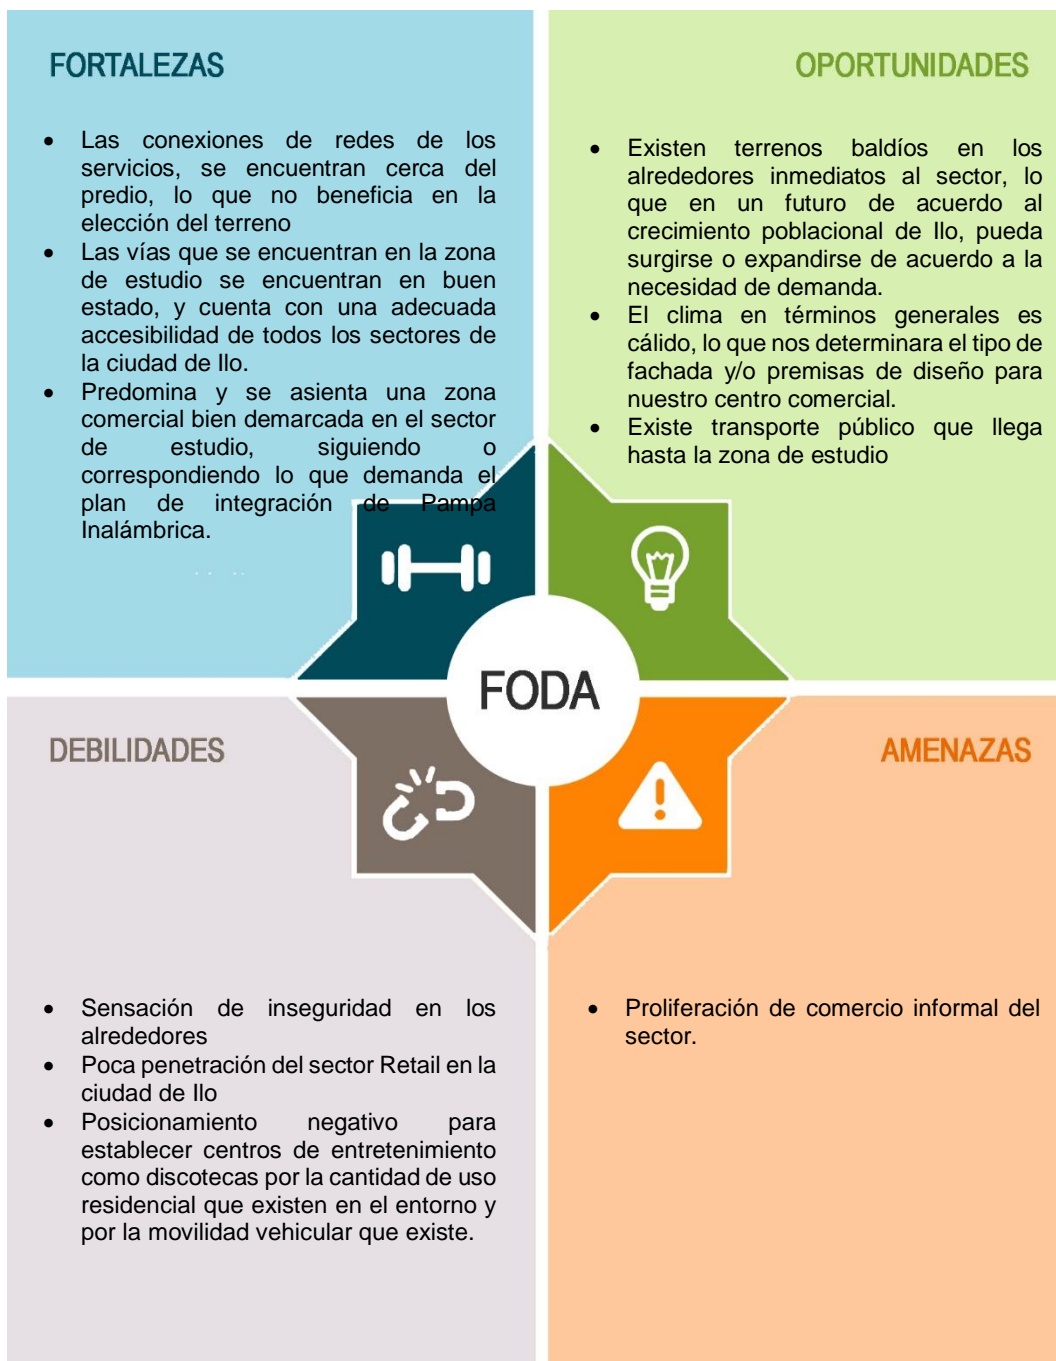 FORTALEZAS
• Las conexiones de redes de los
servicios, se encuentran cerca del
predio, lo que no beneficia en la
elección del terreno
• Las vías que se encuentran en la zona
de estudio se encuentran en buen
estado, y cuenta con una adecuada
accesibilidad de todos los sectores de
la ciudad de Ilo.
• Predomina y se asienta una zona
comercial bien demarcada en el sector
de estudio, siguiendo o
correspondiendo lo que demanda el
plan de integración de Pampa
Inalámbrica.
OPORTUNIDADES
• Existen terrenos baldíos en los
alrededores inmediatos al sector, lo
que en un futuro de acuerdo al
crecimiento poblacional de Ilo, pueda
surgirse o expandirse de acuerdo a la
necesidad de demanda.
• El clima en términos generales es
cálido, lo que nos determinara el tipo de
fachada y/o premisas de diseño para
nuestro centro comercial.
• Existe transporte público que llega
hasta la zona de estudio
FODA
DEBILIDADES
• Sensación de inseguridad en los
alrededores
• Poca penetración del sector Retail en la
ciudad de Ilo
• Posicionamiento negativo para
establecer centros de entretenimiento
como discotecas por la cantidad de uso
residencial que existen en el entorno y
por la movilidad vehicular que existe.
AMENAZAS
• Proliferación de comercio informal del
sector.